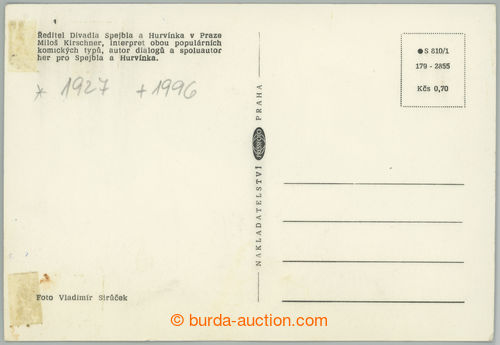 Ředitel Divadla Spejbla a Hurvínka v Praze
Miloš Kirschner, interpret obou populárních
komických typů, autor dialogů a spoluautor
her pro Spejbla a Hurvínka.
* 1927 + 1996
Foto Vladimír Sirůček
NAKLADATELSTVÍ PRAHA
S 810/1
179 - 2855
Kčs 0,70
burda-auction.com